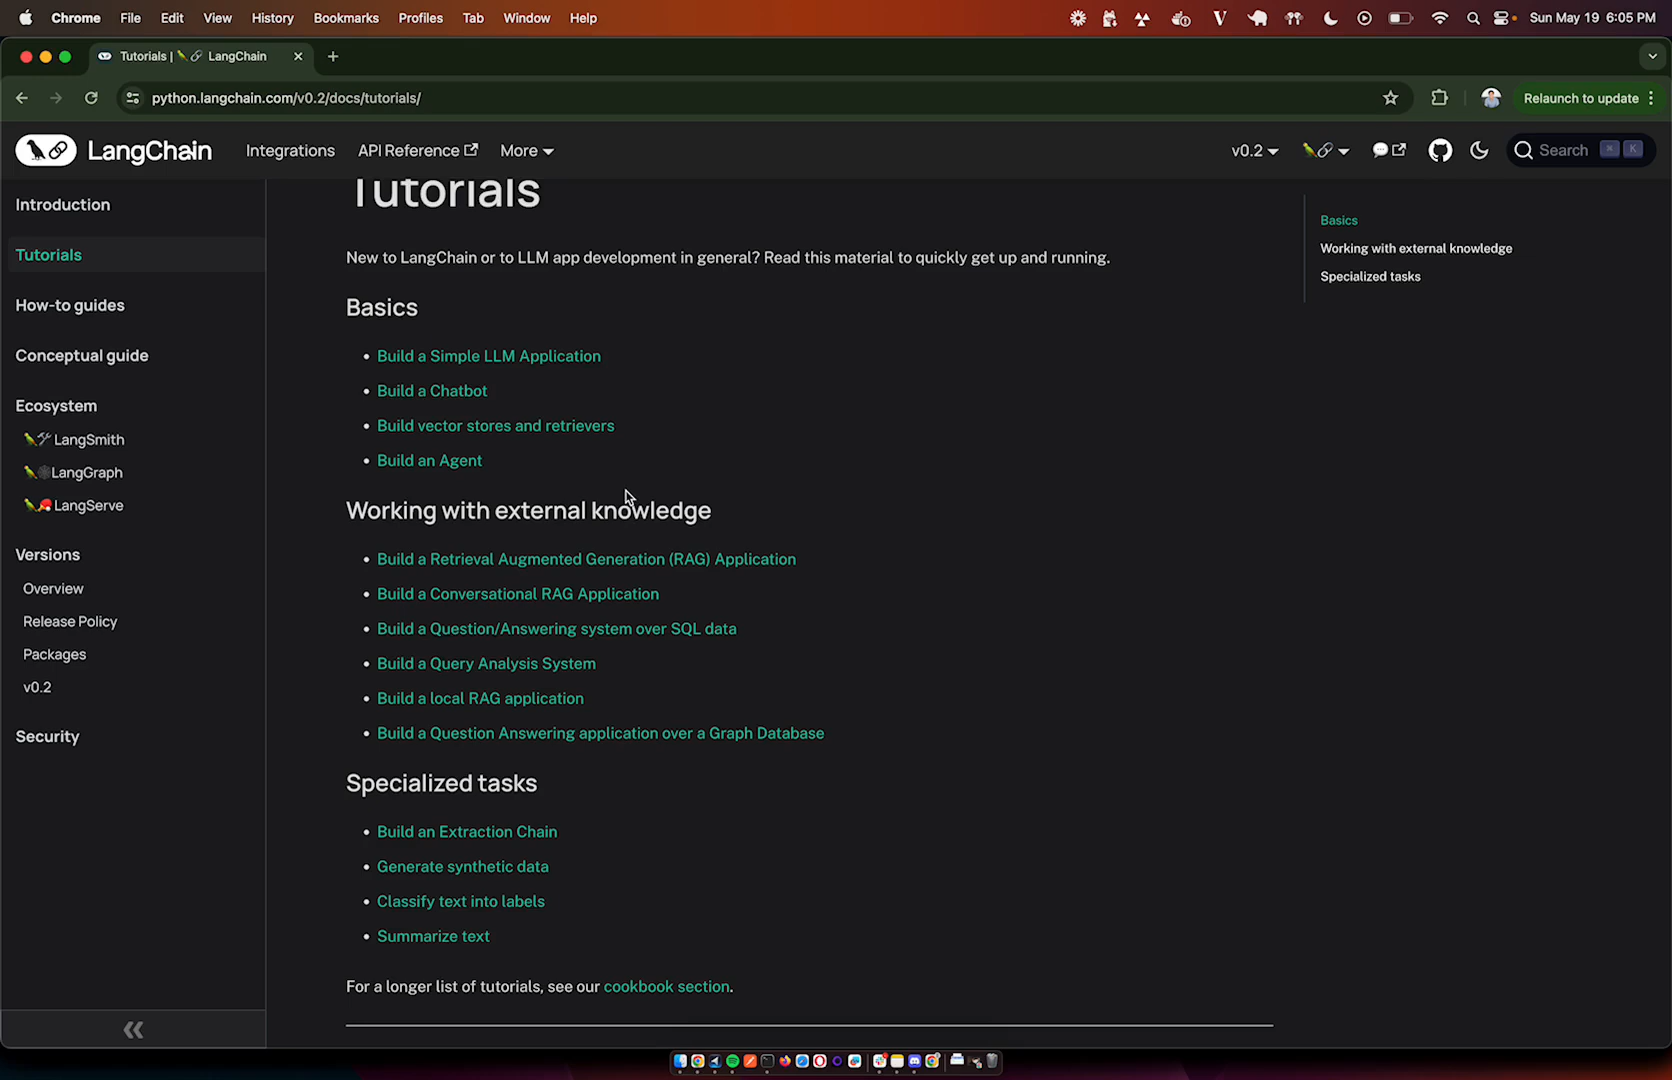 Chrome File Edit View History Bookmarks Profiles Tab Window Help Sun May 19 6:05 PM
Tutorials | LangChain
python.langchain.com/v0.2/docs/tutorials/ Relaunch to update
LangChain Integrations API Reference More v0.2 Search ⌘ K
Introduction
Tutorials
How-to guides
Conceptual guide
Ecosystem
LangSmith
LangGraph
LangServe
Versions
Overview
Release Policy
Packages
v0.2
Security
Tutorials
New to LangChain or to LLM app development in general? Read this material to quickly get up and running.
Basics
• Build a Simple LLM Application
• Build a Chatbot
• Build vector stores and retrievers
• Build an Agent
Working with external knowledge
• Build a Retrieval Augmented Generation (RAG) Application
• Build a Conversational RAG Application
• Build a Question/Answering system over SQL data
• Build a Query Analysis System
• Build a local RAG application
• Build a Question Answering application over a Graph Database
Specialized tasks
• Build an Extraction Chain
• Generate synthetic data
• Classify text into labels
• Summarize text
For a longer list of tutorials, see our cookbook section.
Basics
Working with external knowledge
Specialized tasks